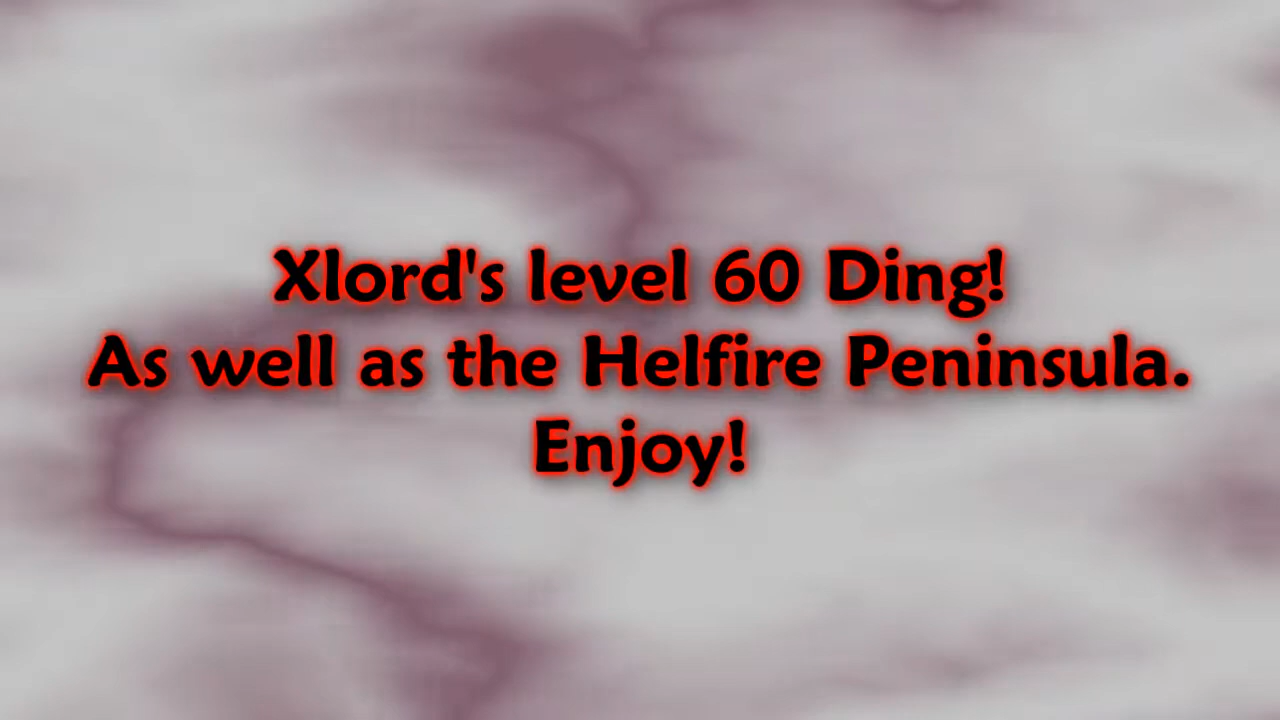 Xlord's level 60 Ding!
As well as the Helfire Peninsula.
Enjoy!